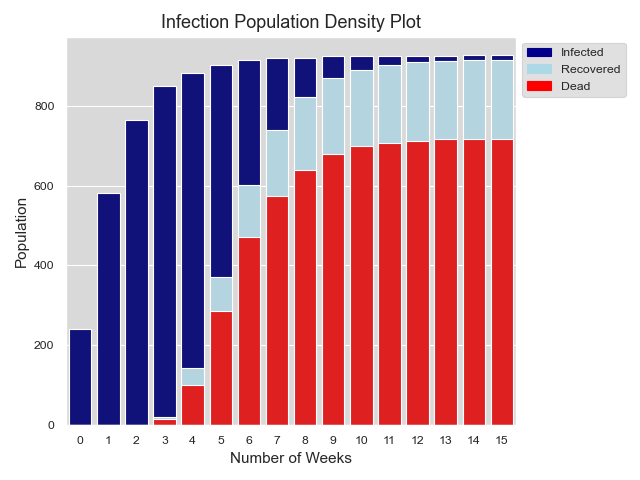 Infection Population Density Plot
Infected
Recovered
Dead
800
600
400
200
0
Population
0 1 2 3 4 5 6 7 8 9 10 11 12 13 14 15
Number of Weeks